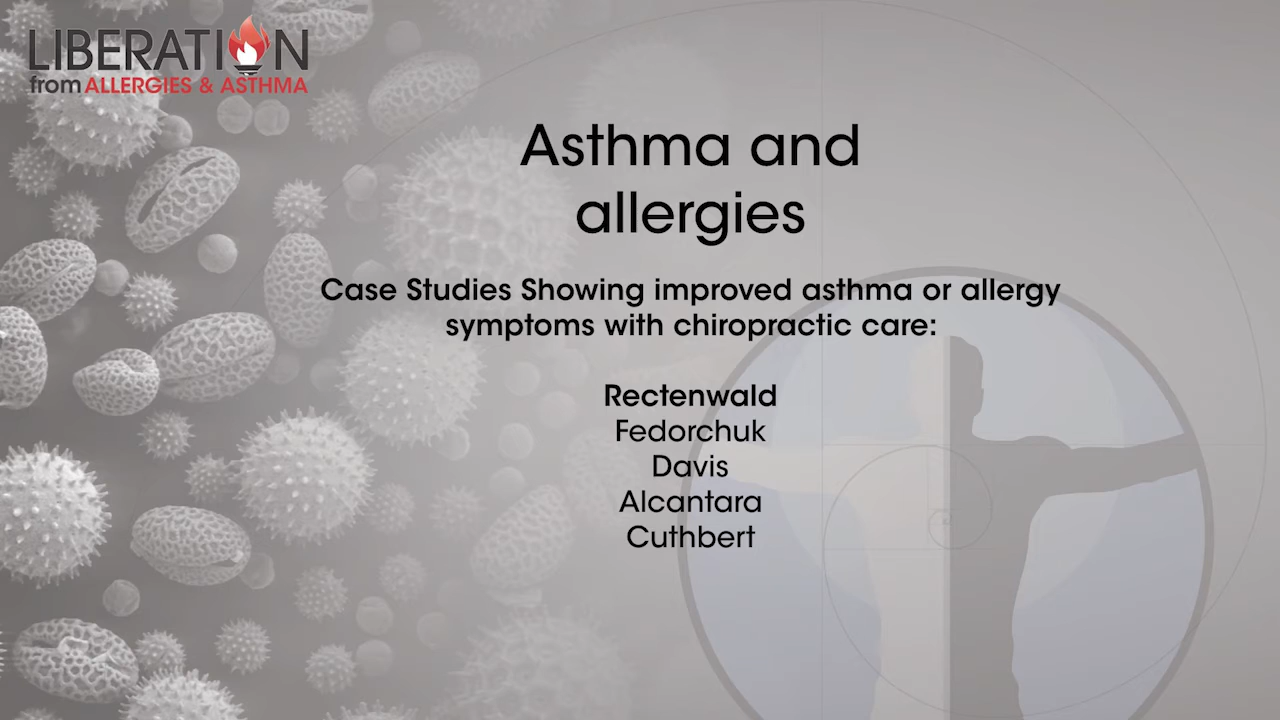 LIBERATION
from ALLERGIES & ASTHMA
Asthma and
allergies
Case Studies Showing improved asthma or allergy
symptoms with chiropractic care:
Rectenwald
Fedorchuk
Davis
Alcantara
Cuthbert